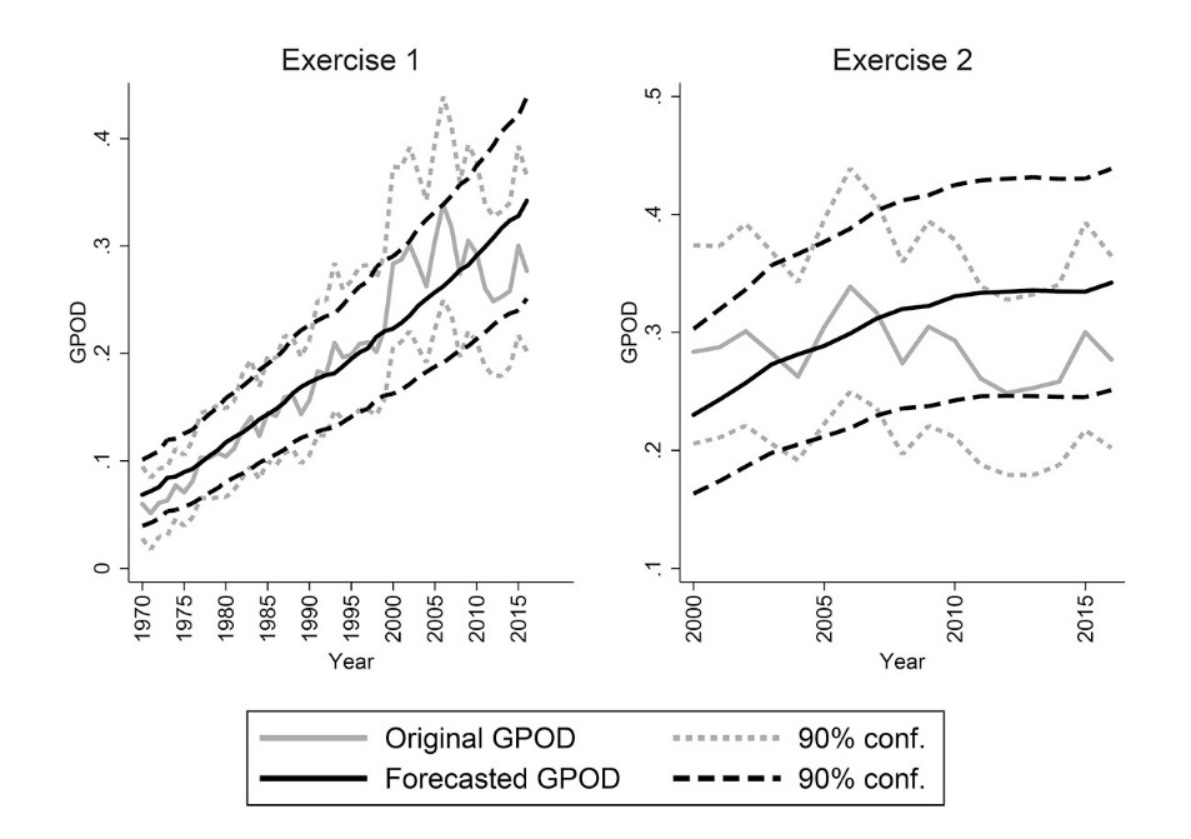 Exercise 1
GPOD
.4
.3
.2
.1
0
1970 1975 1980 1985 1990 1995 2000 2005 2010 2015
Year
Exercise 2
GPOD
.5
.4
.3
.2
.1
2000 2005 2010 2015
Year
Original GPOD 90% conf.
Forecasted GPOD 90% conf.